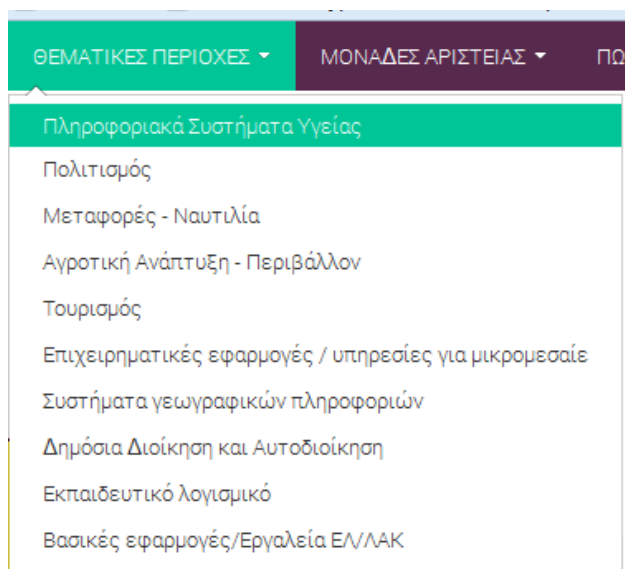 ΘΕΜΑΤΙΚΕΣ ΠΕΡΙΟΧΕΣ ΜΟΝΑΔΕΣ ΑΡΙΣΤΕΙΑΣ ΠΩ
Πληροφοριακά Συστήματα Υγείας
Πολιτισμός
Μεταφορές - Ναυτιλία
Αγροτική Ανάπτυξη - Περιβάλλον
Τουρισμός
Επιχειρηματικές εφαρμογές / υπηρεσίες για μικρομεσαίε
Συστήματα γεωγραφικών πληροφοριών
Δημόσια Διοίκηση και Αυτοδιοίκηση
Εκπαιδευτικό λογισμικό
Βασικές εφαρμογές/Εργαλεία ΕΛ/ΛΑΚ